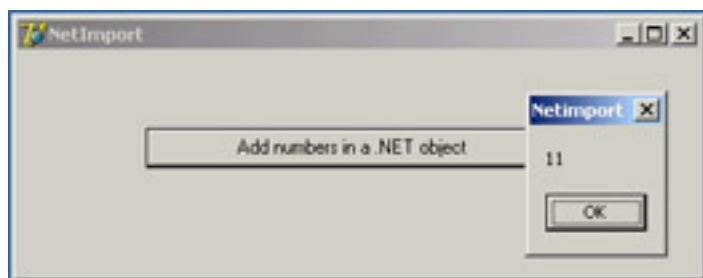 NetImport
Netimport
Add numbers in a .NET object
11
OK